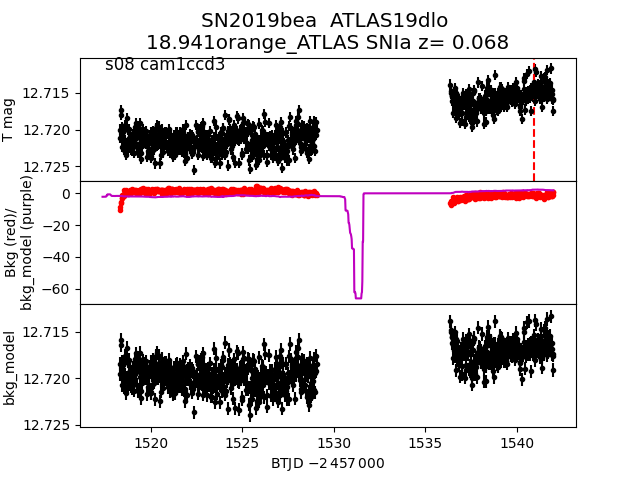 SN2019bea  ATLAS19dlo
18.941orange_ATLAS SNIa z= 0.068
s08 cam1ccd3
T mag
12.715
12.720
12.725
Bkg (red)/
bkg_model (purple)
0
−20
−40
−60
bkg_model
12.715
12.720
12.725
1520
1525
1530
1535
1540
BTJD −2 457 000